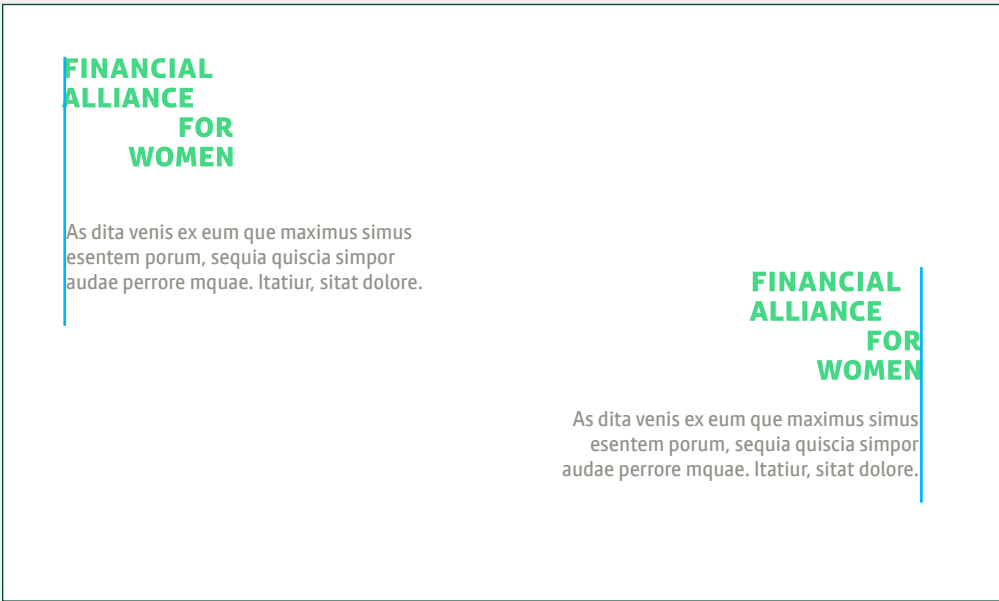 FINANCIAL
ALLIANCE
FOR
WOMEN
As dita venis ex eum que maximus simus
esentem porum, sequia quiscia simpor
audae perrore mquae. Itatiur, sitat dolore.
FINANCIAL
ALLIANCE
FOR
WOMEN
As dita venis ex eum que maximus simus
esentem porum, sequia quiscia simpor
audae perrore mquae. Itatiur, sitat dolore.